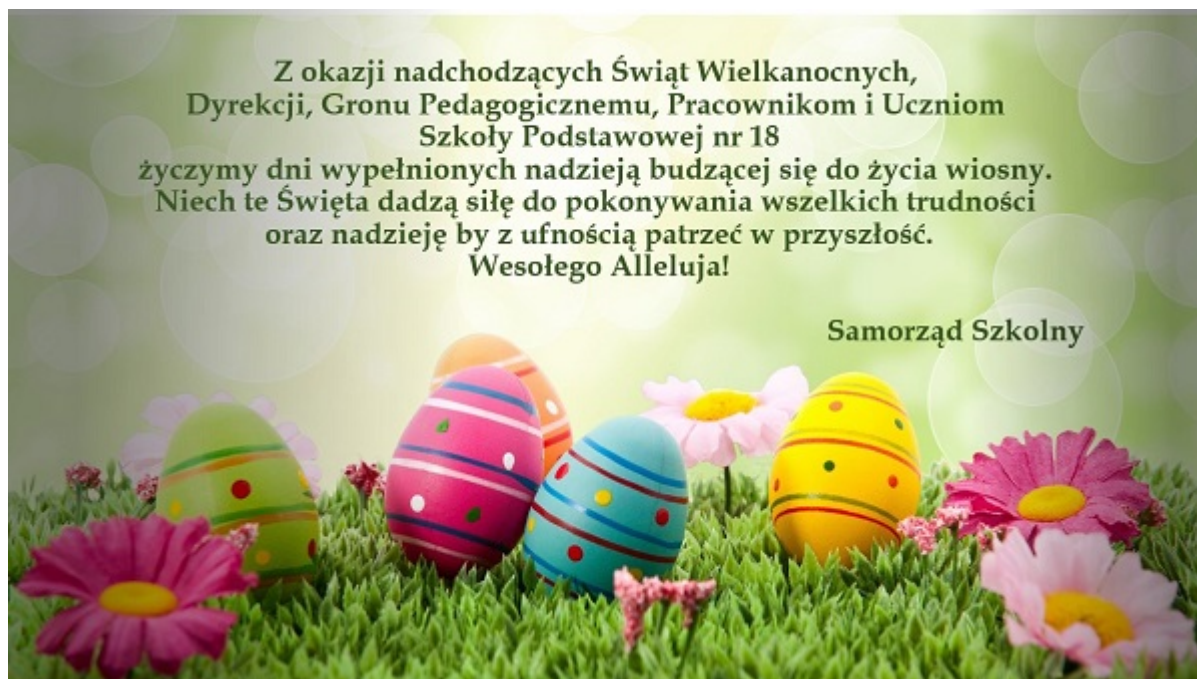 Z okazji nadchodzących Świąt Wielkanocnych,
Dyrekcji, Gronu Pedagogicznemu, Pracownikom i Uczniom
Szkoły Podstawowej nr 18
życzymy dni wypełnionych nadzieją budzącej się do życia wiosny.
Niech te Święta dadzą siłę do pokonywania wszelkich trudności
oraz nadzieję by z ufnością patrzeć w przyszłość.
Wesołego Alleluja!
Samorząd Szkolny